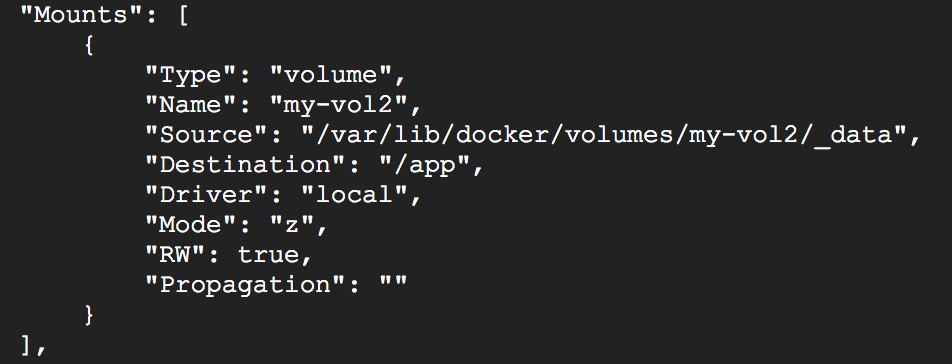 "Mounts": [
{
"Type": "volume",
"Name": "my-vol2",
"Source": "/var/lib/docker/volumes/my-vol2/_data",
"Destination": "/app",
"Driver": "local",
"Mode": "z",
"RW": true,
"Propagation": ""
}
],